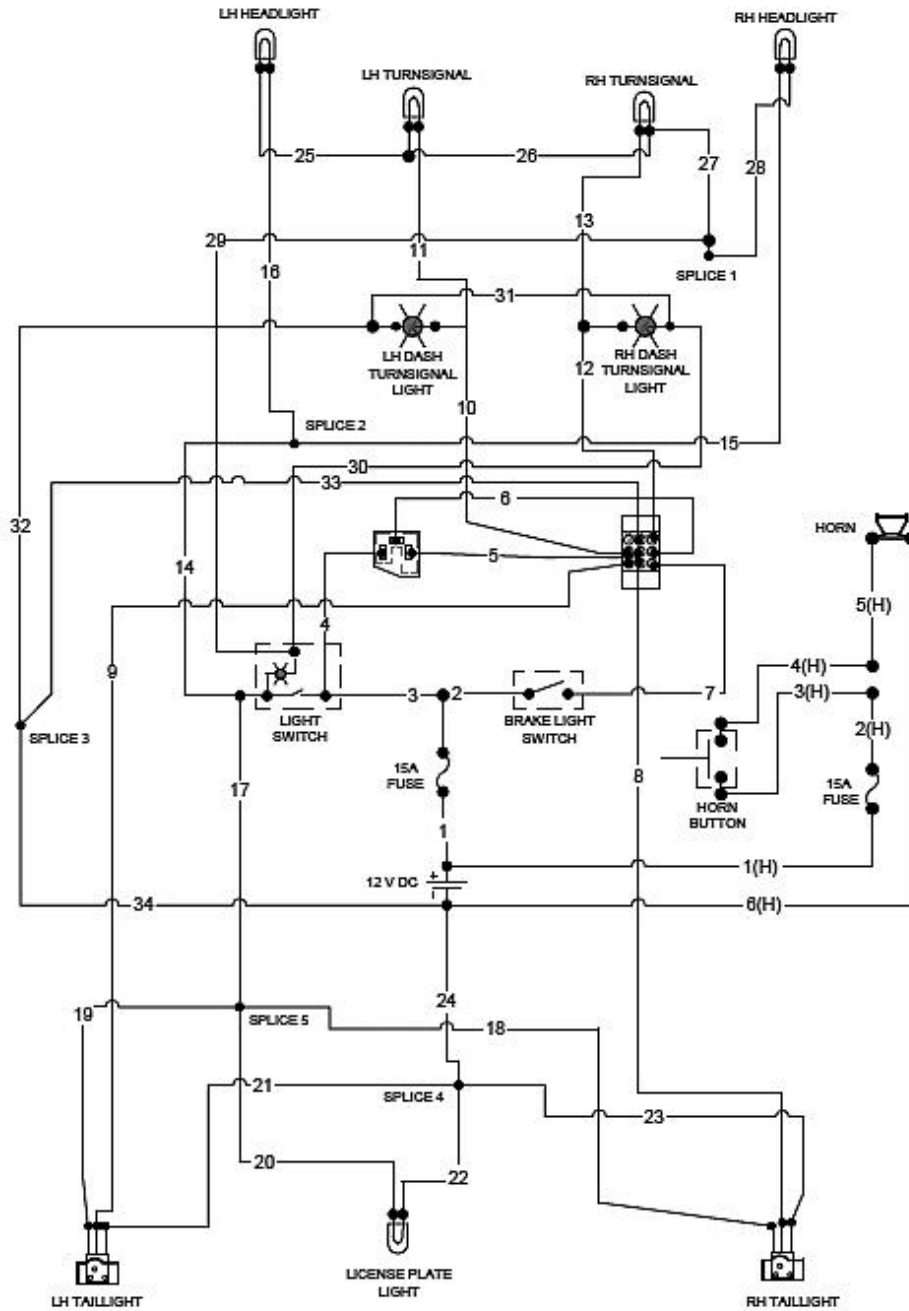 LH HEADLIGHT
RH HEADLIGHT
LH TURNSIGNAL
RH TURNSIGNAL
25
26
27
28
13
29
11
16
SPLICE 1
31
LH DASH
TURNSIGNAL
LIGHT
RH DASH
TURNSIGNAL
LIGHT
12
10
SPLICE 2
15
30
33
6
32
HORN
5
14
5(H)
4
9
4(H)
3(H)
3
2
7
LIGHT
SWITCH
BRAKE LIGHT
SWITCH
SPLICE 3
2(H)
15A
FUSE
8
17
15A
FUSE
HORN
BUTTON
1
1(H)
12 V DC
+
-
34
6(H)
24
19
SPLICE 5
18
21
SPLICE 4
23
20
22
LH TAILLIGHT
LICENSE PLATE
LIGHT
RH TAILLIGHT